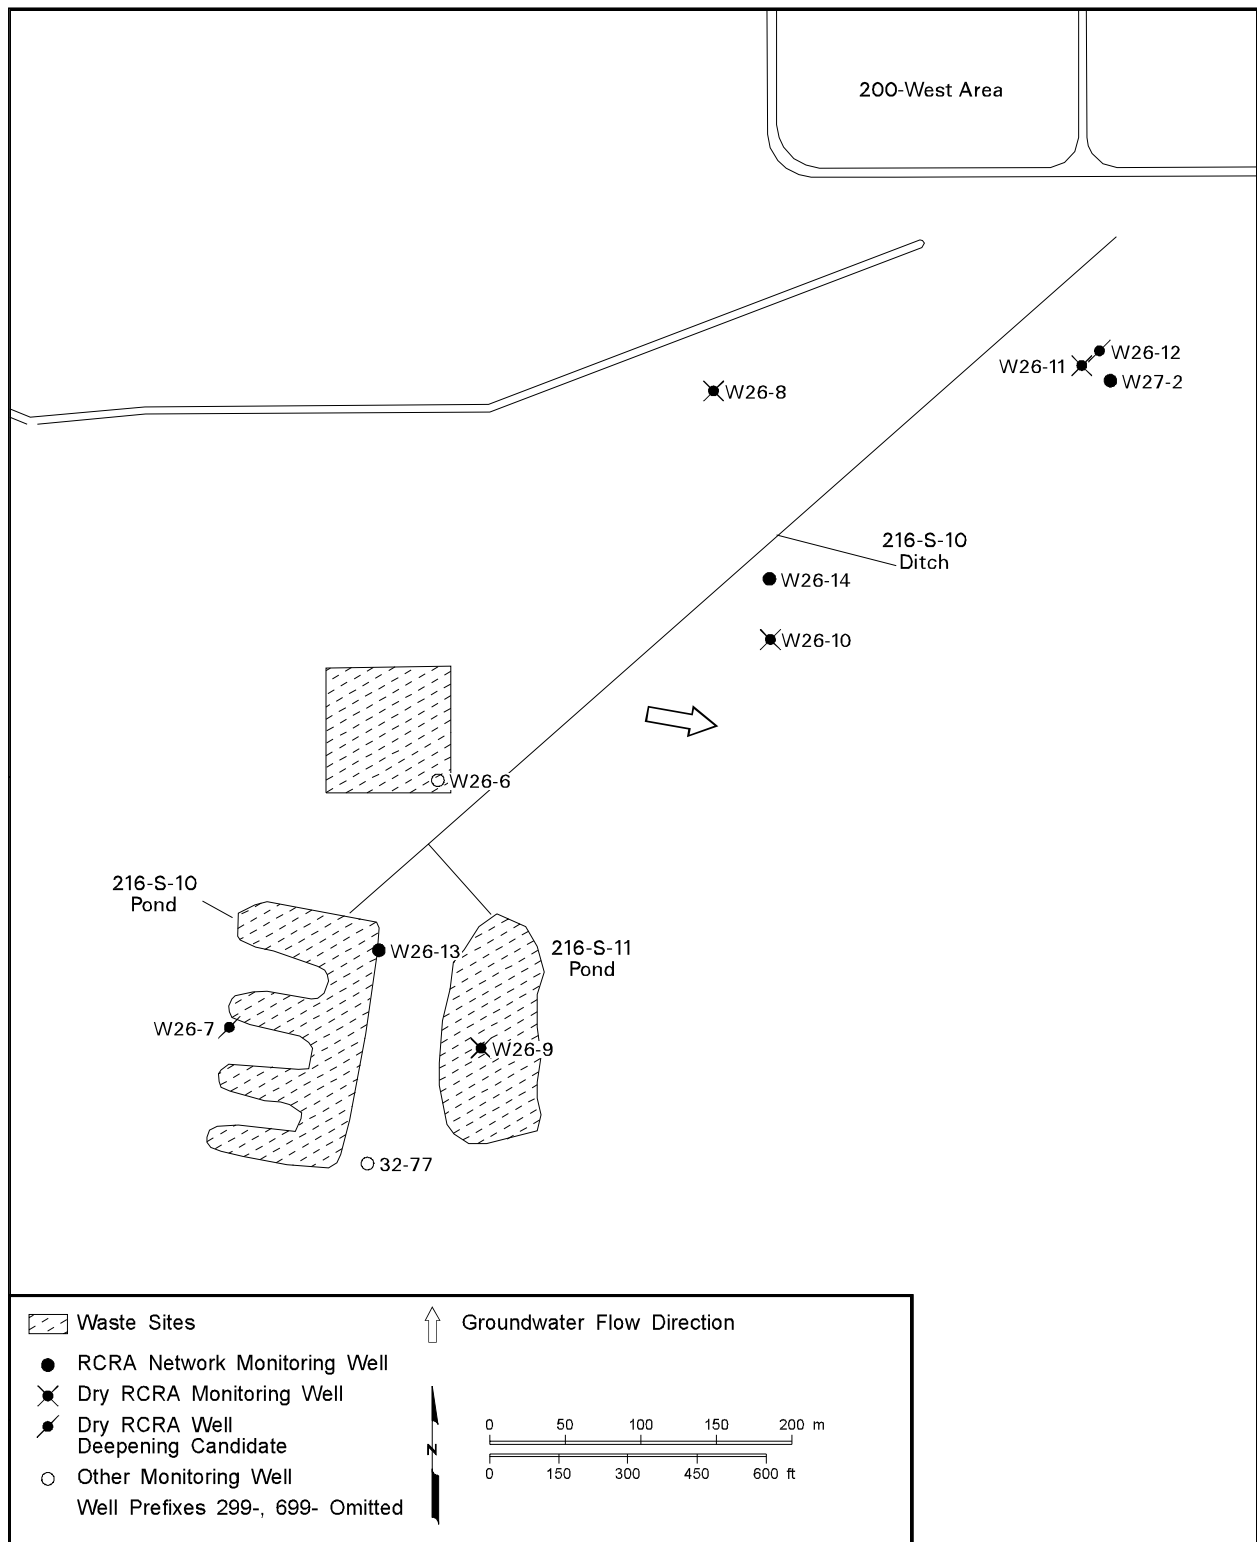 200-West Area
W26-12
W26-11
W27-2
W26-8
216-S-10
Ditch
W26-14
W26-10
W26-6
216-S-10
Pond
W26-13
216-S-11
Pond
W26-7
W26-9
32-77
Waste Sites
Groundwater Flow Direction
RCRA Network Monitoring Well
Dry RCRA Monitoring Well
Dry RCRA Well
Deepening Candidate
Other Monitoring Well
Well Prefixes 299-, 699- Omitted
N
0 50 100 150 200 m
0 150 300 450 600 ft